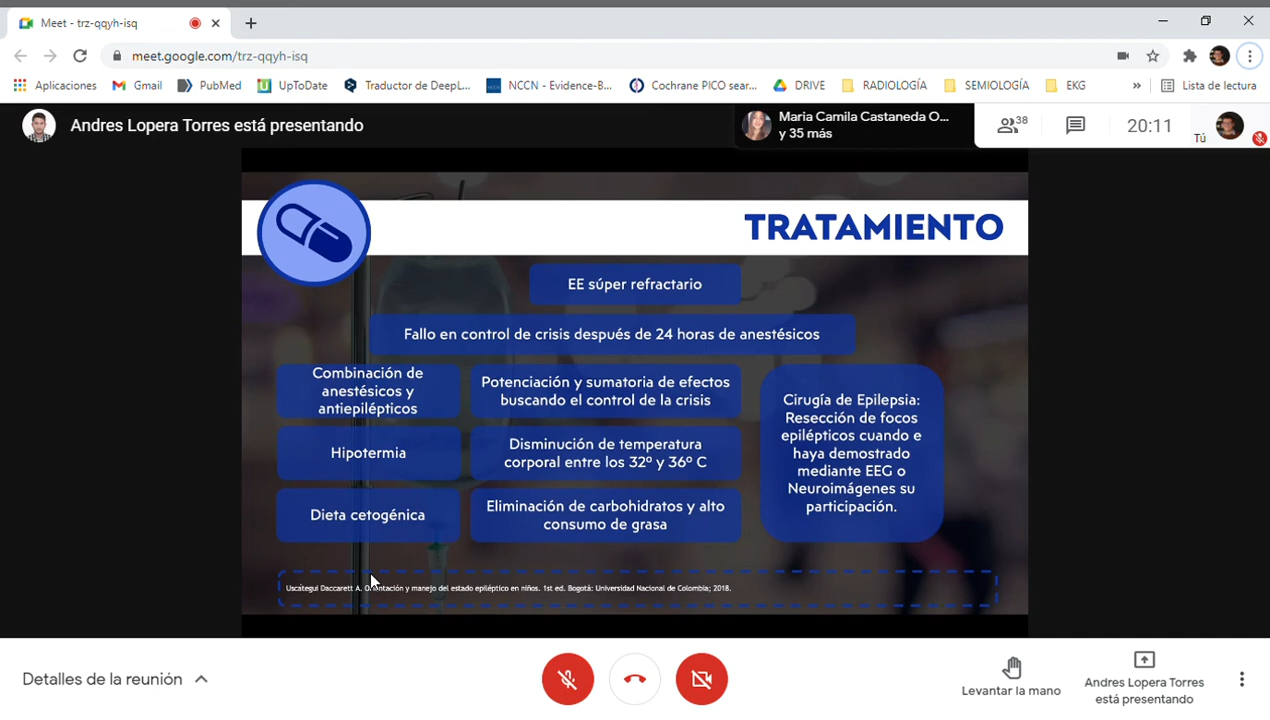 Meet - trz-qqyh-isq
meet.google.com/trz-qqyh-isq
Aplicaciones
Gmail
PubMed
UpToDate
Traductor de DeepL...
NCCN - Evidence-B...
Cochrane PICO sear...
DRIVE
RADIOLOGÍA
SEMIOLOGÍA
EKG
»
Lista de lectura
Andres Lopera Torres está presentando
Maria Camila Castaneda O...
y 35 más
38
20:11
Tú
TRATAMIENTO
EE súper refractario
Fallo en control de crisis después de 24 horas de anestésicos
Combinación de
anestésicos y
antiepilépticos
Potenciación y sumatoria de efectos
buscando el control de la crisis
Hipotermia
Disminución de temperatura
corporal entre los 32º y 36º C
Dieta cetogénica
Eliminación de carbohidratos y alto
consumo de grasa
Cirugía de Epilepsia:
Resección de focos
epilépticos cuando e
haya demostrado
mediante EEG o
Neuroimágenes su
participación.
Uscátegui Daccarett A. Orientación y manejo del estado epiléptico en niños. 1st ed. Bogotá: Universidad Nacional de Colombia; 2018.
Detalles de la reunión
Levantar la mano
Andres Lopera Torres
está presentando